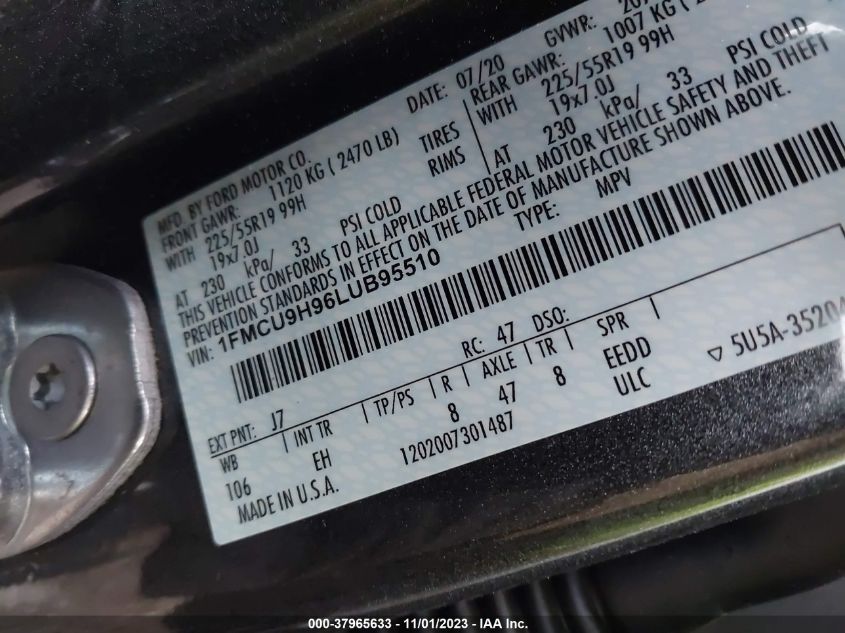 MFD. BY FORD MOTOR CO.
DATE: 07/20
GVWR:
FRONT GAWR: 1120 KG ( 2470 LB)
REAR GAWR: 1007 KG (
WITH 225/55R19 99H TIRES
WITH 225/55R19 99H
19x7.0J RIMS
19x7.0J
AT 230 kPa/ 33 PSI COLD
AT 230 kPa/ 33 PSI COLD
THIS VEHICLE CONFORMS TO ALL APPLICABLE FEDERAL MOTOR VEHICLE SAFETY AND THEFT
PREVENTION STANDARDS IN EFFECT ON THE DATE OF MANUFACTURE SHOWN ABOVE.
VIN: 1FMCU9H96LUB95510
TYPE: MPV
EXT PNT: J7 RC: 47 DSO:
WB INT TR TP/PS R AXLE TR SPR
106 EH 8 47 8 EEDD
MADE IN U.S.A. 1202007301487 ULC
5U5A-35204
000-37965633 - 11/01/2023 - IAA Inc.